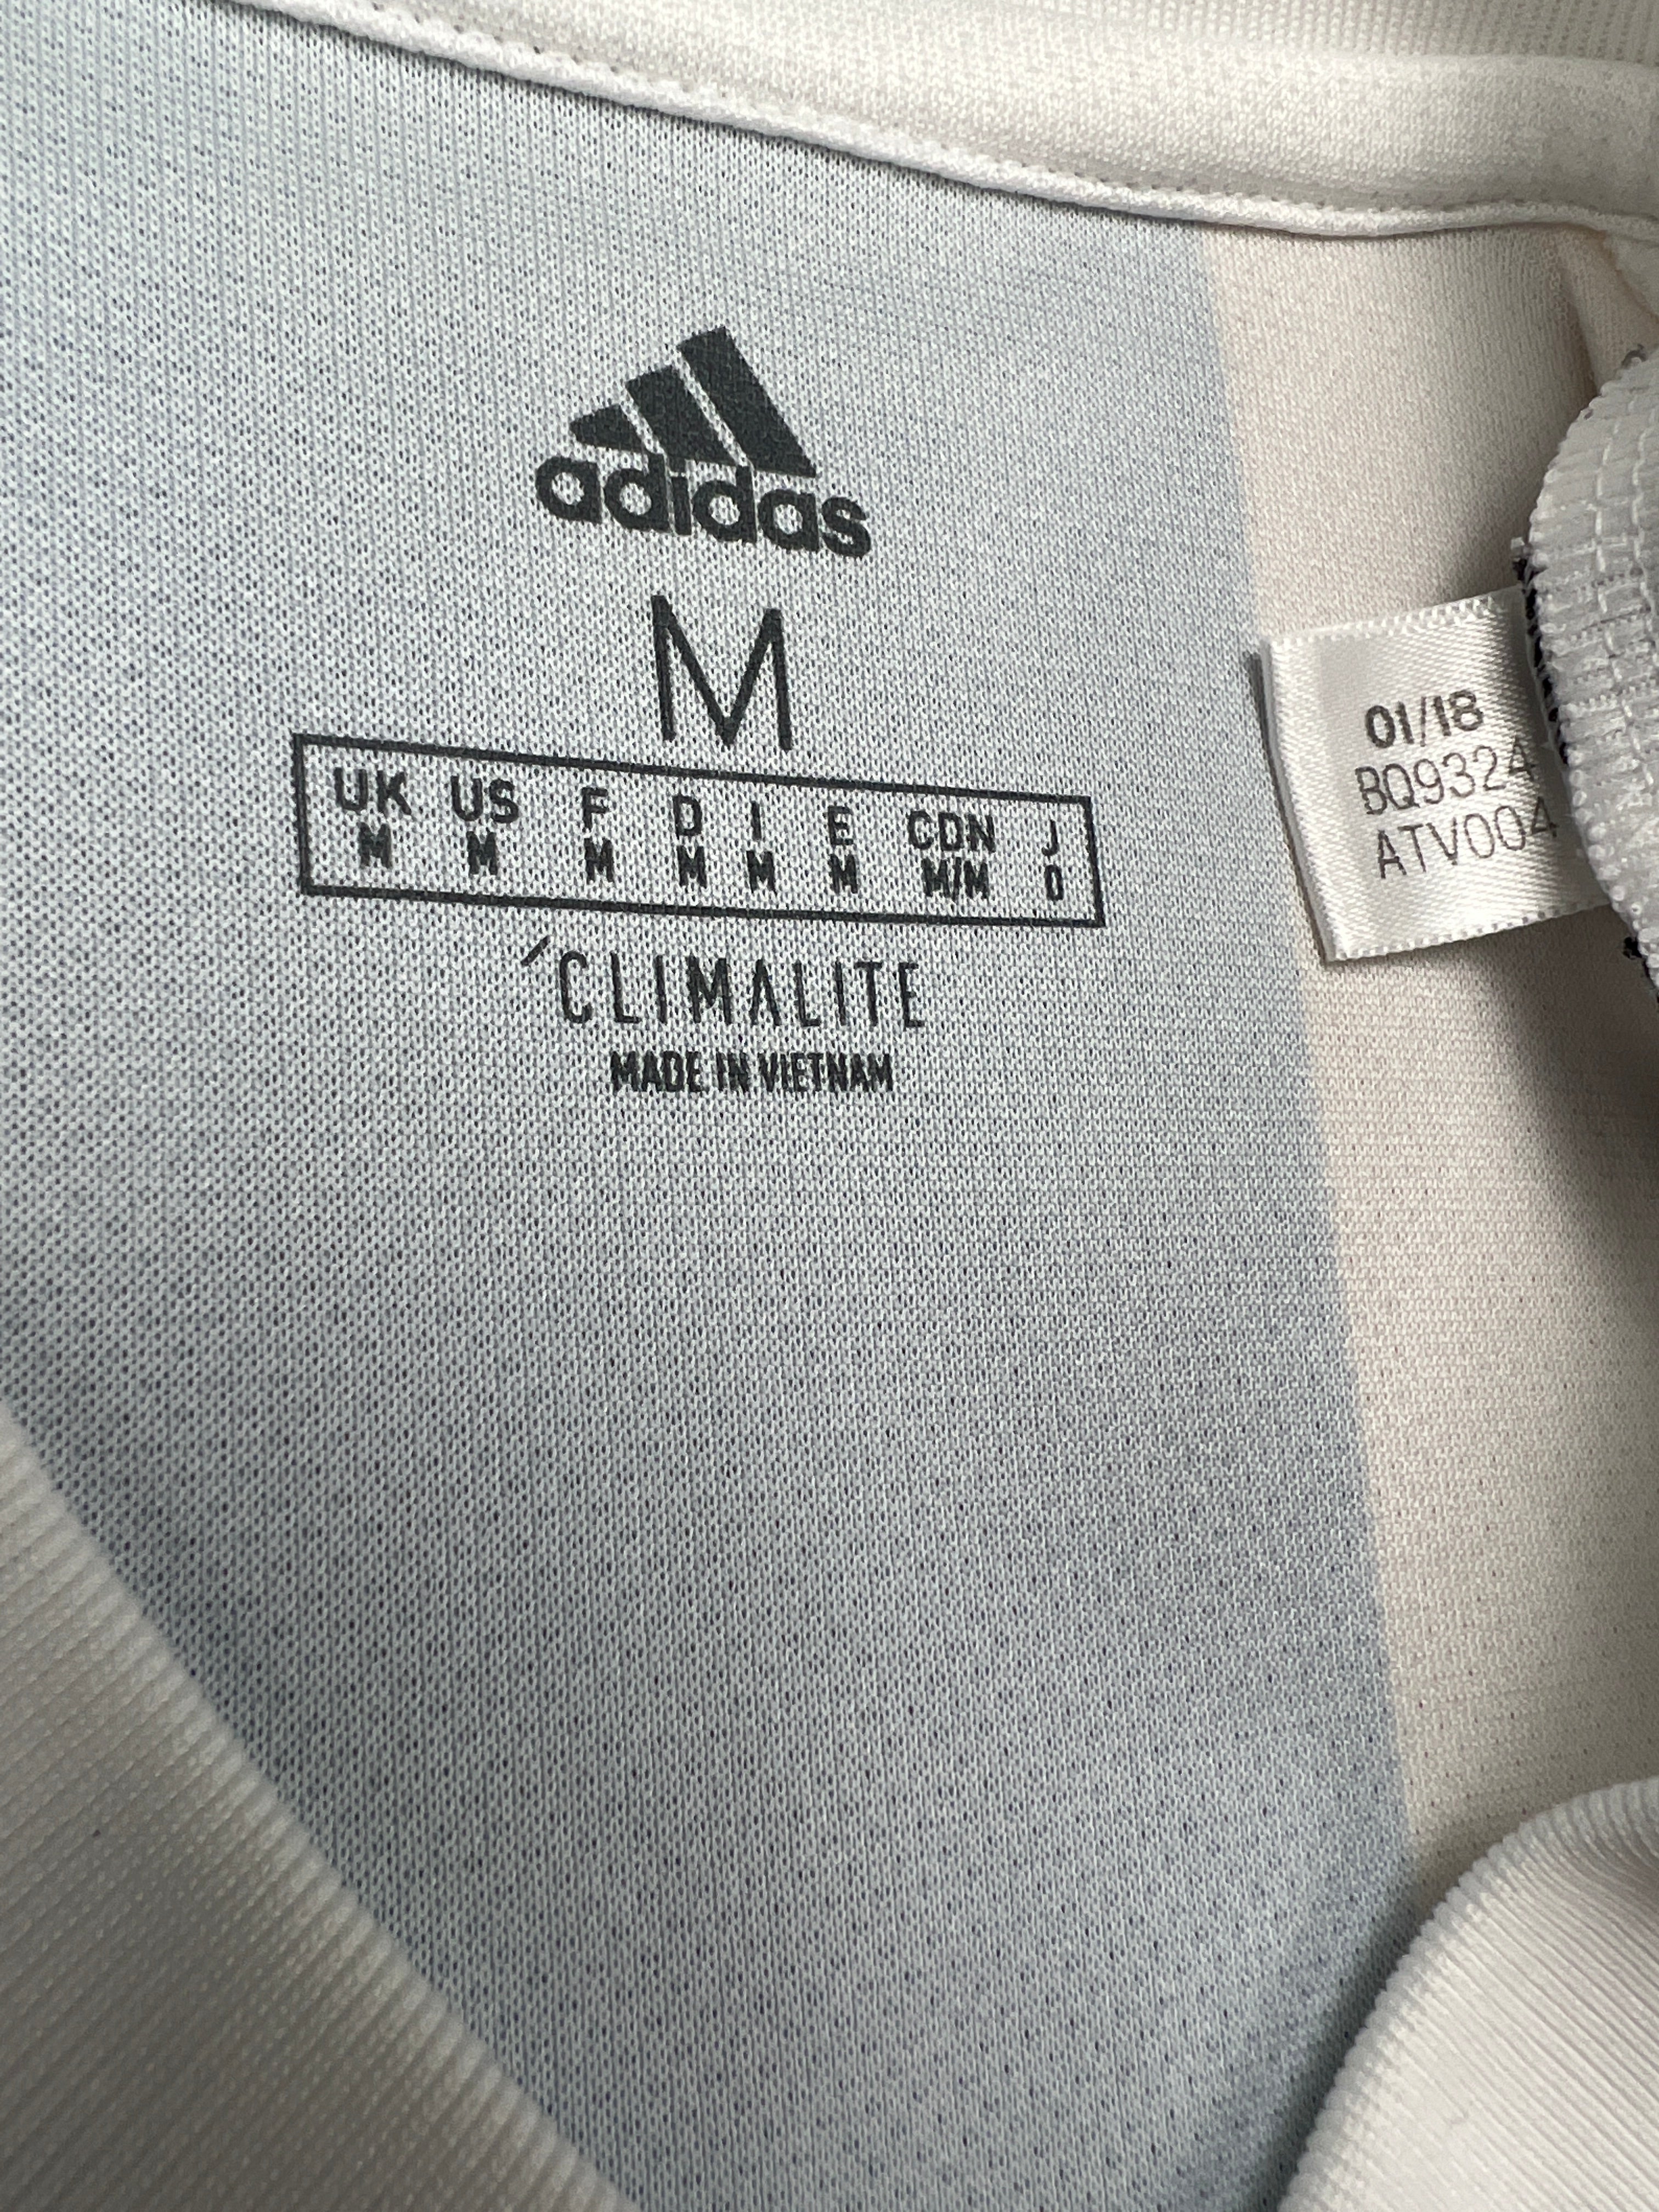 adidas
M
UK US F D I E CDN J
M M M M M M M/M O
CLIMALITE
MADE IN VIETNAM
01/18
BQ9324
ATV004